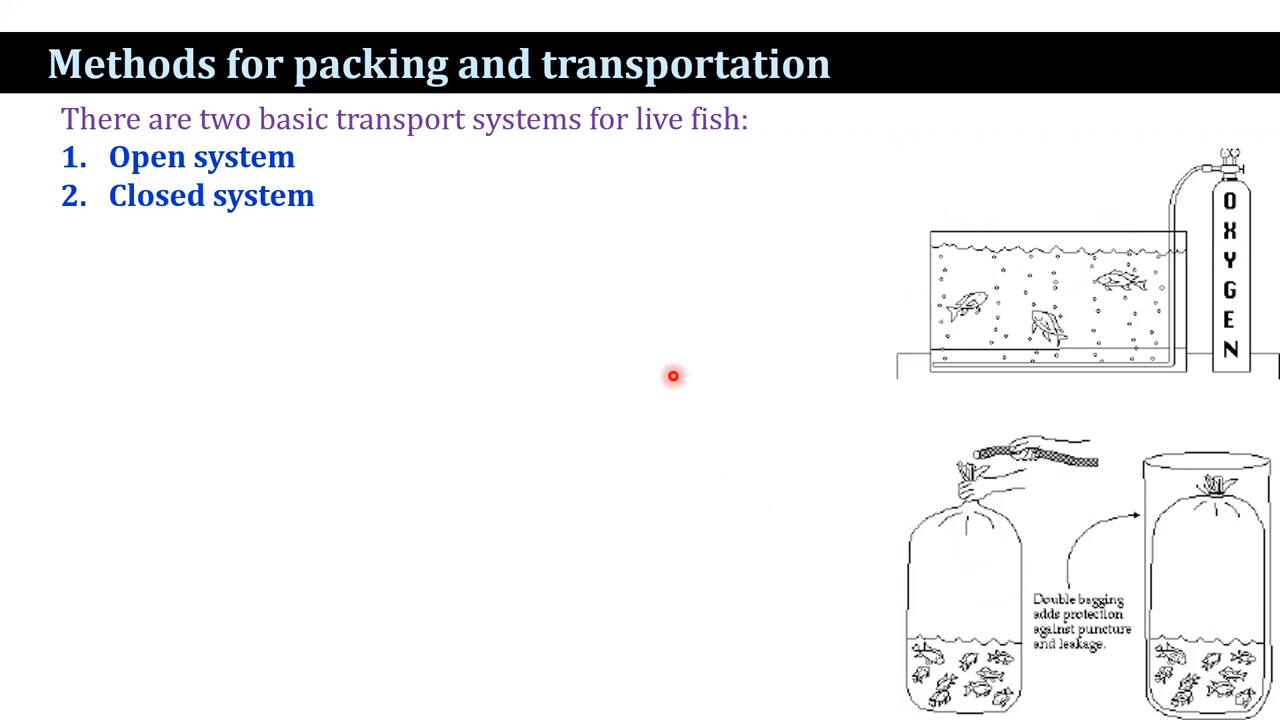 Methods for packing and transportation
There are two basic transport systems for live fish:
1. Open system
2. Closed system
OXYGEN
Double bagging
adds protection
against puncture
and leakage.